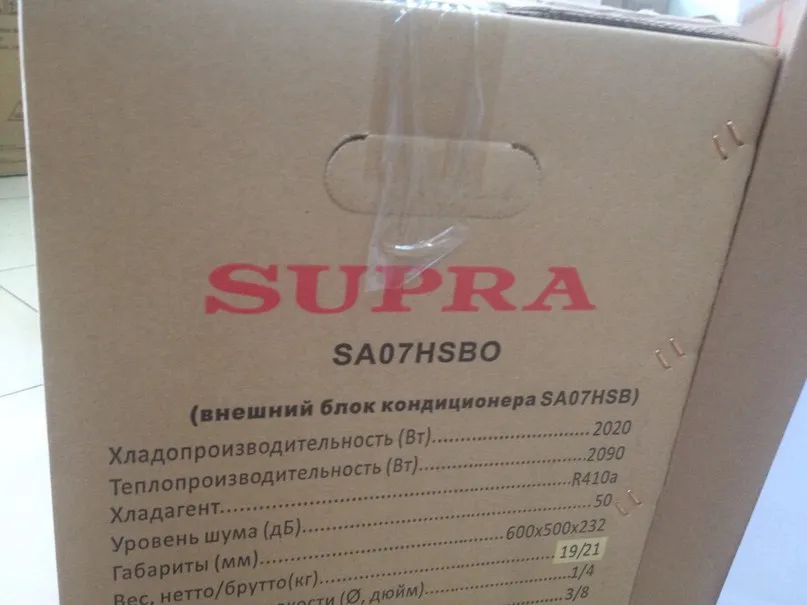 SUPRA
SA07HSBO
(внешний блок кондиционера SA07HSB)
Хладопроизводительность (Вт)..............................2020
Теплопроизводительность (Вт)..............................2090
Хладагент..............................R410a
Уровень шума (дБ)..............................50
Габариты (мм)..............................600x500x232
Вес, нетто/брутто(кг)..............................19/21
(Ø, дюйм)..............................1/4
3/8